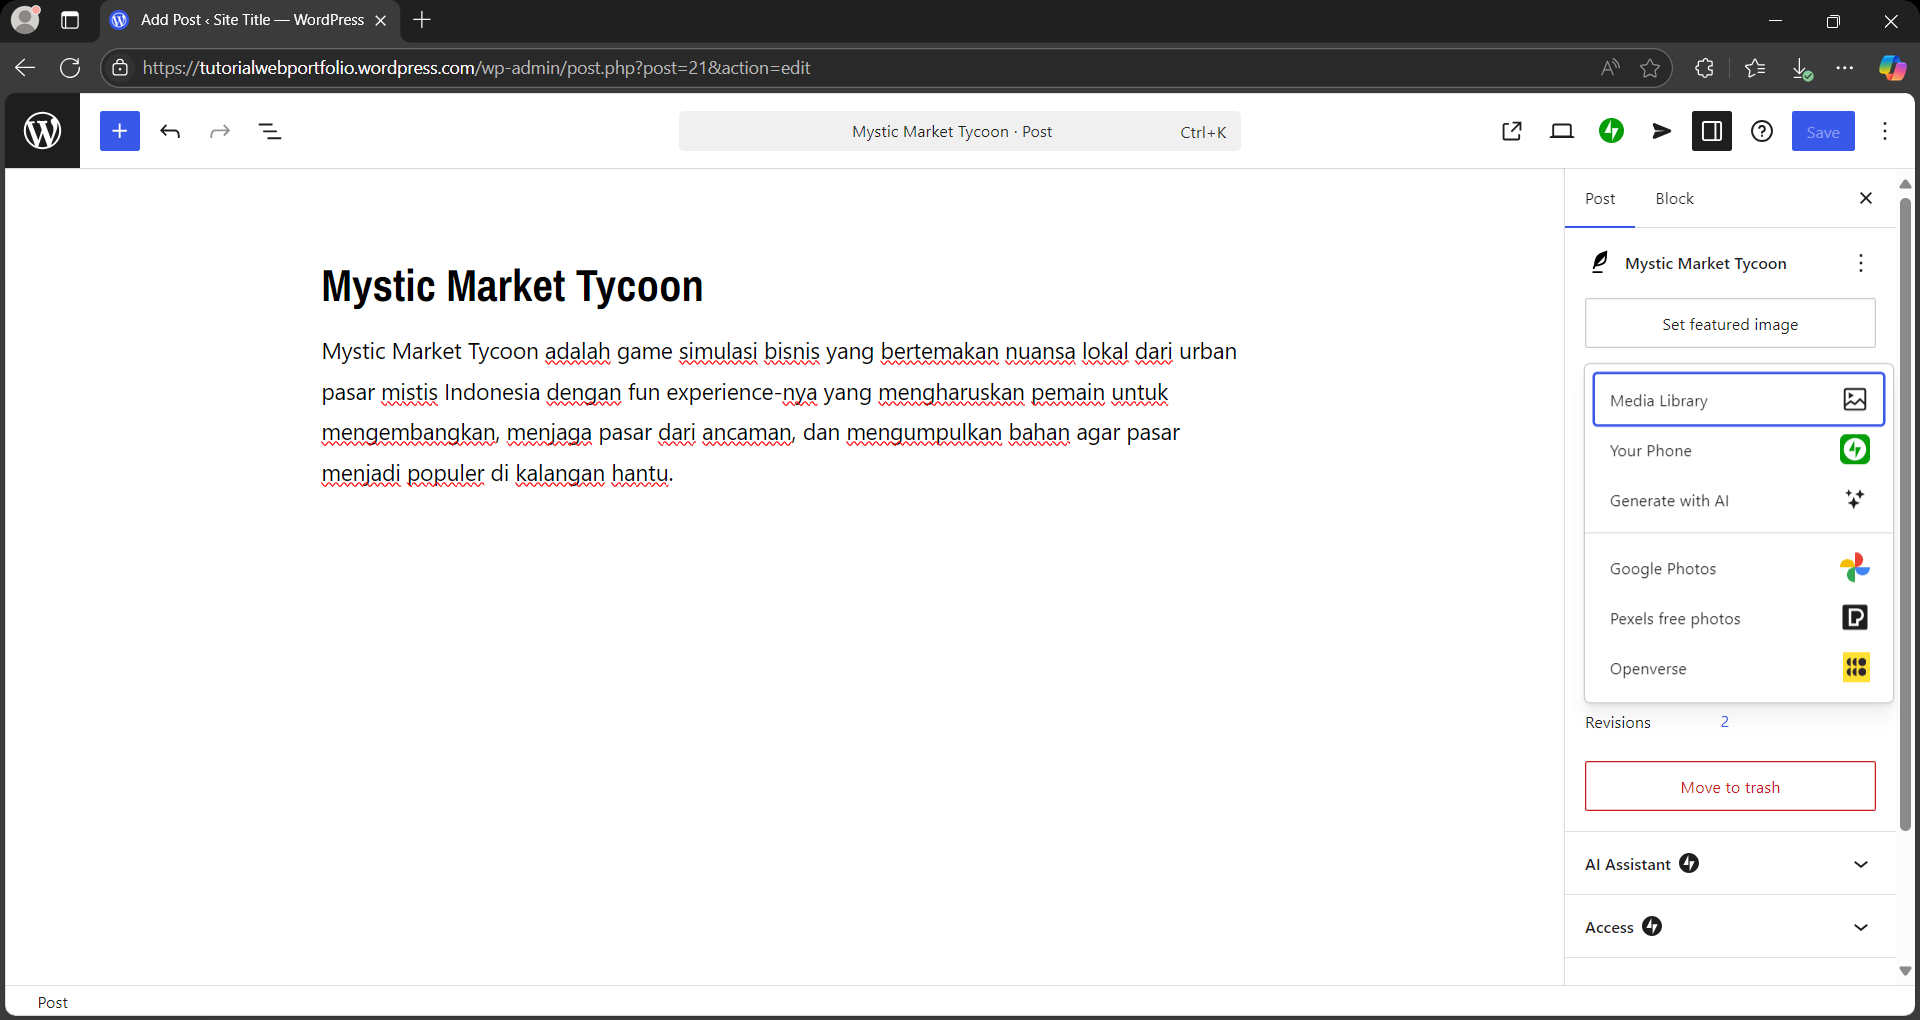 Add Post ‹ Site Title — WordPress
https://tutorialwebportfolio.wordpress.com/wp-admin/post.php?post=21&action=edit
Mystic Market Tycoon · Post Ctrl+K
Save
Post Block
Mystic Market Tycoon
Set featured image
Media Library
Your Phone
Generate with AI
Google Photos
Pexels free photos
Openverse
Revisions 2
Move to trash
AI Assistant
Access
Mystic Market Tycoon
Mystic Market Tycoon adalah game simulasi bisnis yang bertemakan nuansa lokal dari urban
pasar mistis Indonesia dengan fun experience-nya yang mengharuskan pemain untuk
mengembangkan, menjaga pasar dari ancaman, dan mengumpulkan bahan agar pasar
menjadi populer di kalangan hantu.
Post